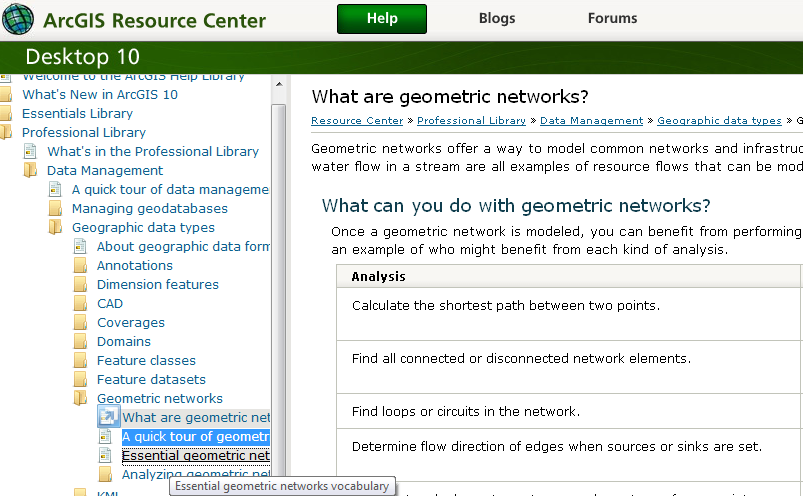 ArcGIS Resource Center
Help
Blogs
Forums
Desktop 10
Welcome to the ArcGIS Help Library
What's New in ArcGIS 10
Essentials Library
Professional Library
What's in the Professional Library
Data Management
A quick tour of data manageme
Managing geodatabases
Geographic data types
About geographic data form
Annotations
Dimension features
CAD
Coverages
Domains
Feature classes
Feature datasets
Geometric networks
What are geometric net
A quick tour of geometr
Essential geometric net
Analyzing geometric ne
KML
Essential geometric networks vocabulary
What are geometric networks?
Resource Center » Professional Library » Data Management » Geographic data types » G
Geometric networks offer a way to model common networks and infrastruc
water flow in a stream are all examples of resource flows that can be mod
What can you do with geometric networks?
Once a geometric network is modeled, you can benefit from performing
an example of who might benefit from each kind of analysis.
Analysis
Calculate the shortest path between two points.
Find all connected or disconnected network elements.
Find loops or circuits in the network.
Determine flow direction of edges when sources or sinks are set.